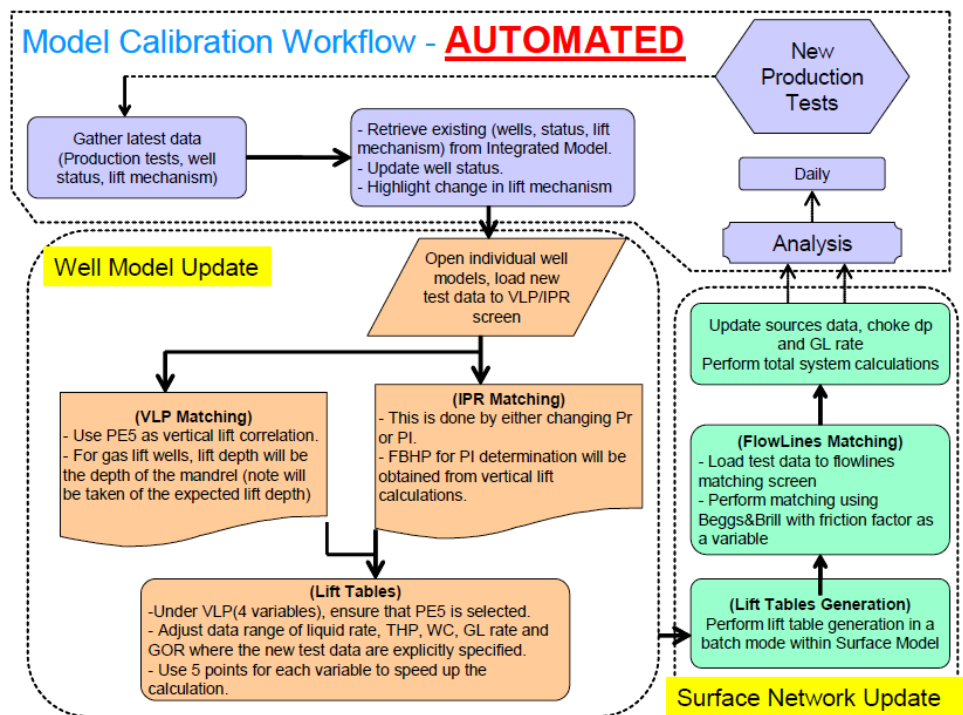 Model Calibration Workflow - AUTOMATED
New
Production
Tests
Gather latest data
(Production tests, well
status, lift mechanism)
- Retrieve existing (wells, status, lift
mechanism) from Integrated Model.
- Update well status.
- Highlight change in lift mechanism
Daily
Analysis
Well Model Update
Open individual well
models, load new
test data to VLP/IPR
screen
(VLP Matching)
- Use PE5 as vertical lift correlation.
- For gas lift wells, lift depth will be
the depth of the mandrel (note will
be taken of the expected lift depth)
(IPR Matching)
- This is done by either changing Pr
or PI.
- FBHP for PI determination will be
obtained from vertical lift
calculations.
(Lift Tables)
-Under VLP(4 variables), ensure that PE5 is selected.
- Adjust data range of liquid rate, THP, WC, GL rate and
GOR where the new test data are explicitly specified.
- Use 5 points for each variable to speed up the
calculation.
Update sources data, choke dp
and GL rate
Perform total system calculations
(FlowLines Matching)
- Load test data to flowlines
matching screen
- Perform matching using
Beggs&Brill with friction factor as
a variable
(Lift Tables Generation)
Perform lift table generation in a
batch mode within Surface Model
Surface Network Update